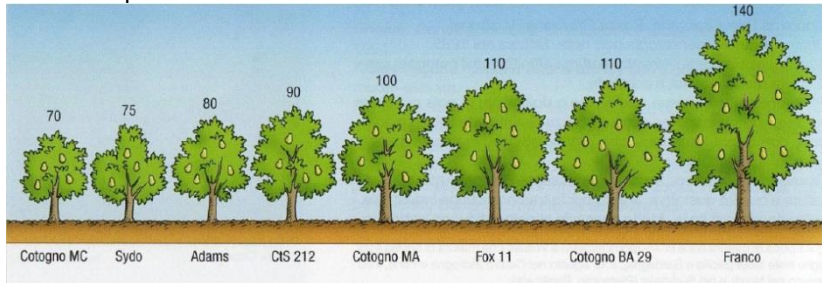 70 75 80 90 100 110 110 140
Cotogno MC Sydo Adams CtS 212 Cotogno MA Fox 11 Cotogno BA 29 Franco